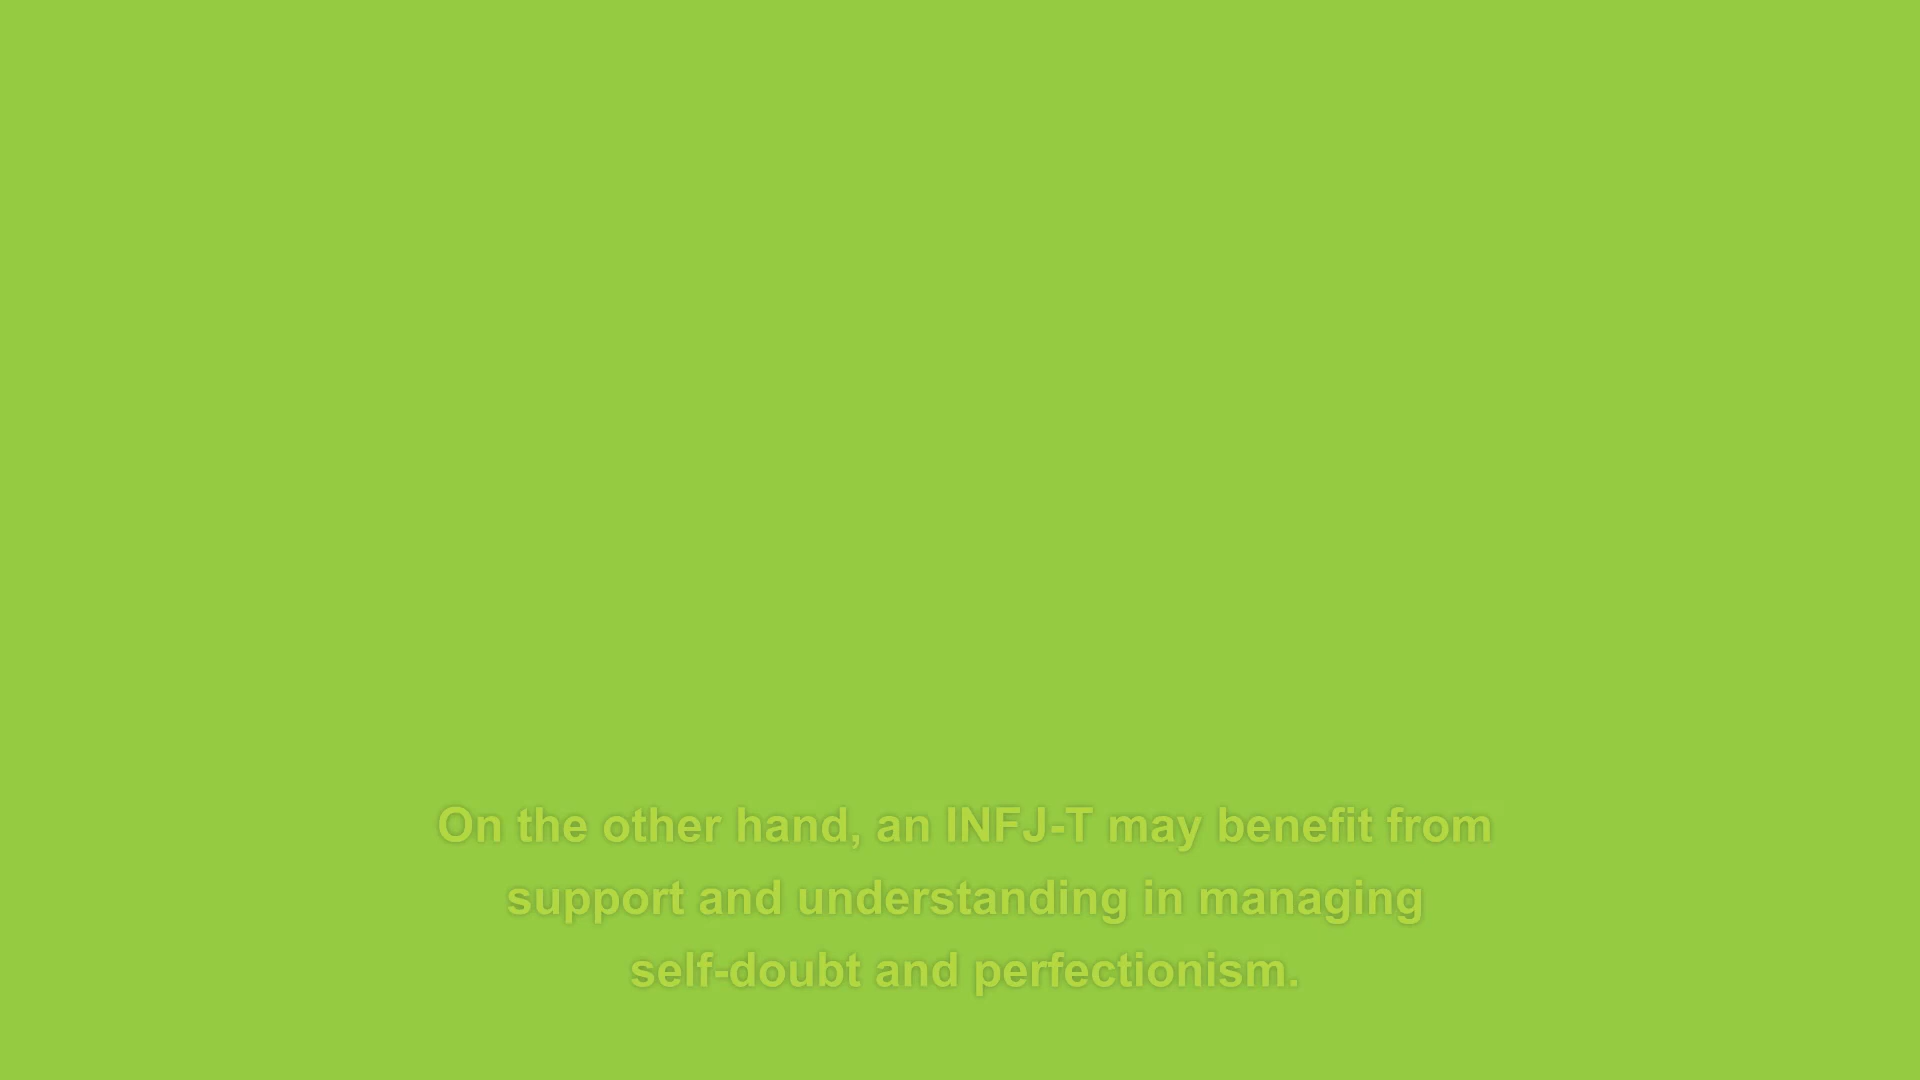 On the other hand, an INFJ-T may benefit from
support and understanding in managing
self-doubt and perfectionism.